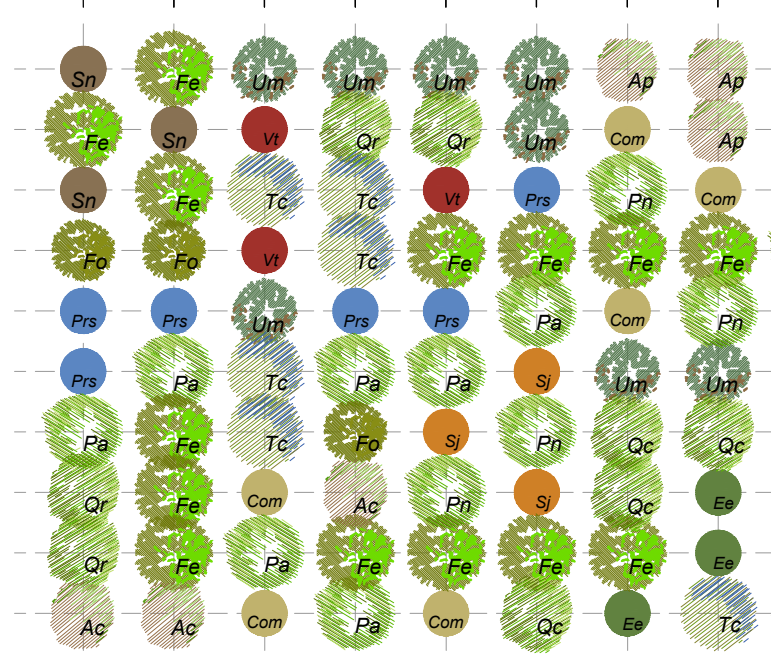 Sn Fe Um Um Um Um Ap Ap
Fe Sn Vt Qr Qr Um Com Ap
Sn Fe Tc Tc Vt Prs Pn Com
Fo Fo Vt Tc Fe Fe Fe Fe
Prs Prs Um Prs Prs Pa Com Pn
Prs Pa Tc Pa Pa Sj Um Um
Pa Fe Tc Fo Sj Pn Qc Qc
Qr Fe Com Ac Pn Sj Qc Ee
Qr Fe Pa Fe Fe Fe Fe Ee
Ac Ac Com Pa Com Qc Ee Tc